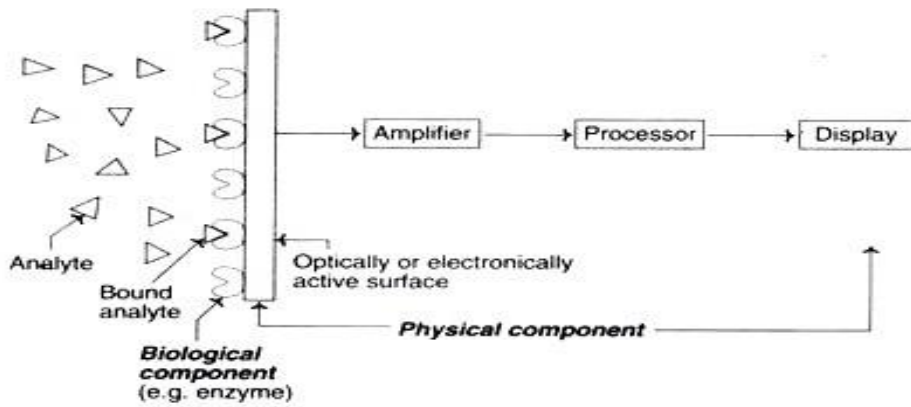 Amplifier
Processor
Display
Analyte
Bound
analyte
Optically or electronically
active surface
Physical component
Biological
component
(e.g. enzyme)